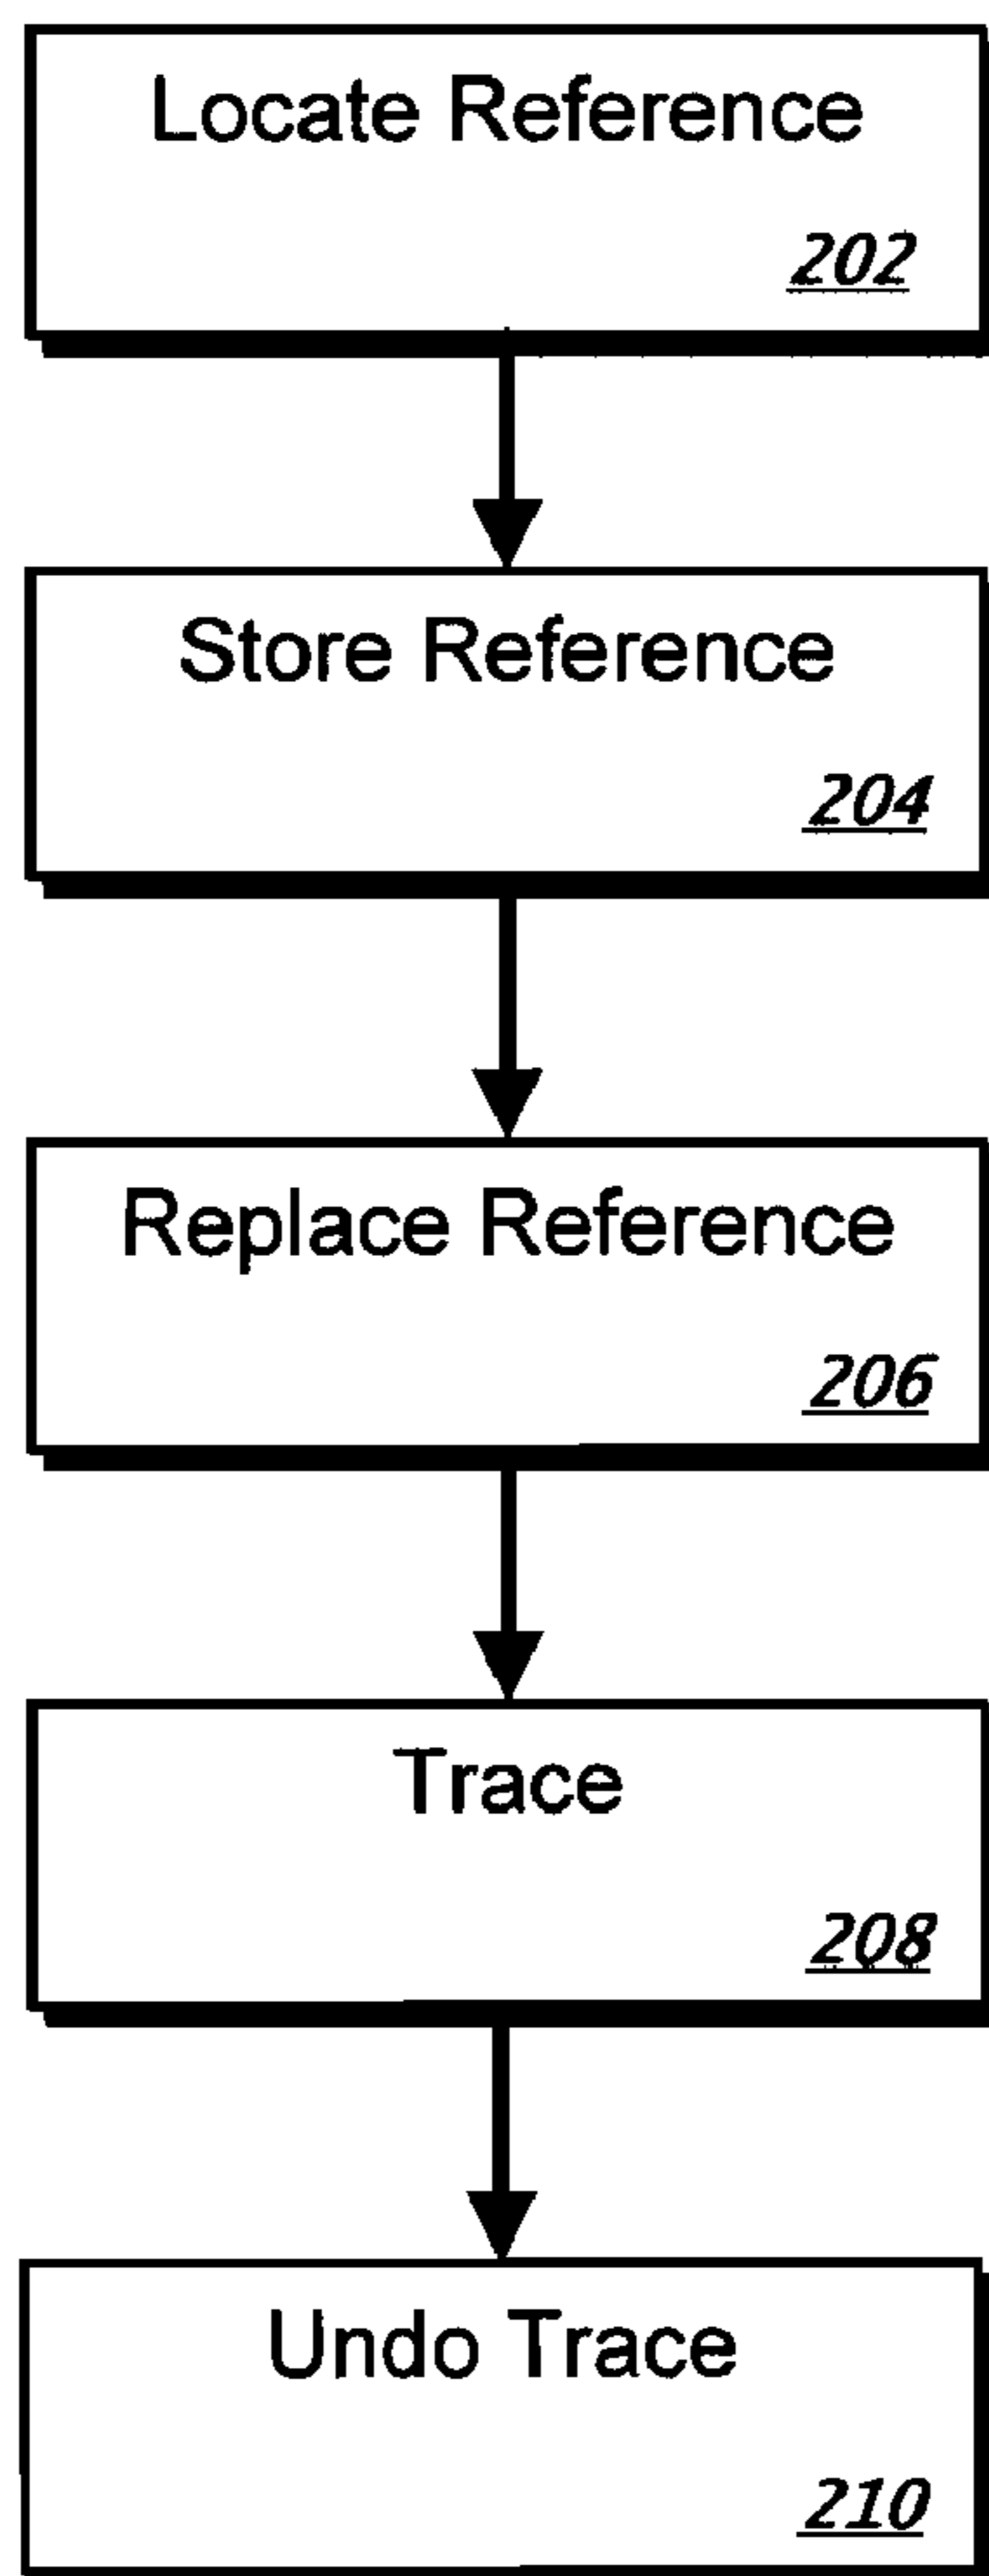 Locate Reference
202
Store Reference
204
Replace Reference
206
Trace
208
Undo Trace
210